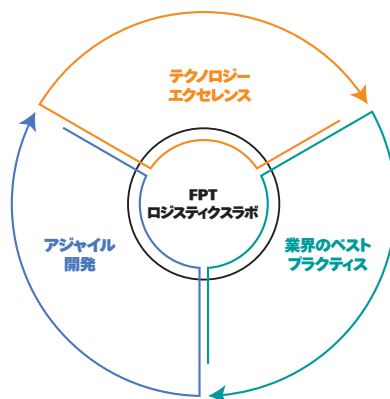 テクノロジー
エクセレンス
FPT
ロジスティクスラボ
アジャイル
開発
業界のベスト
プラクティス